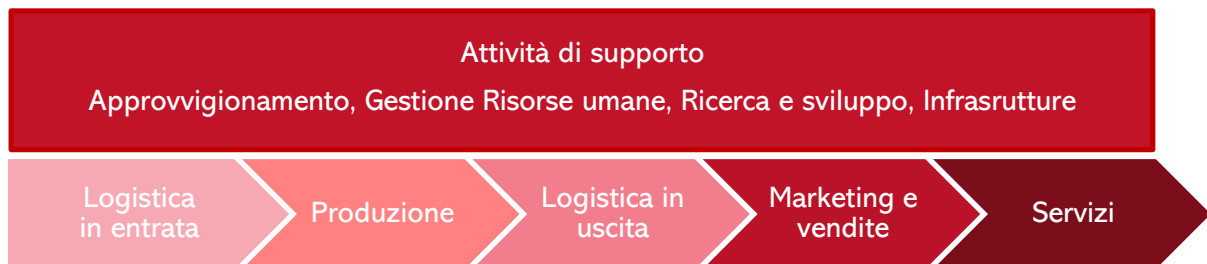 Attività di supporto
Approvvigionamento, Gestione Risorse umane, Ricerca e sviluppo, Infrasrutture
Logistica
in entrata
Produzione
Logistica in
uscita
Marketing e
vendite
Servizi